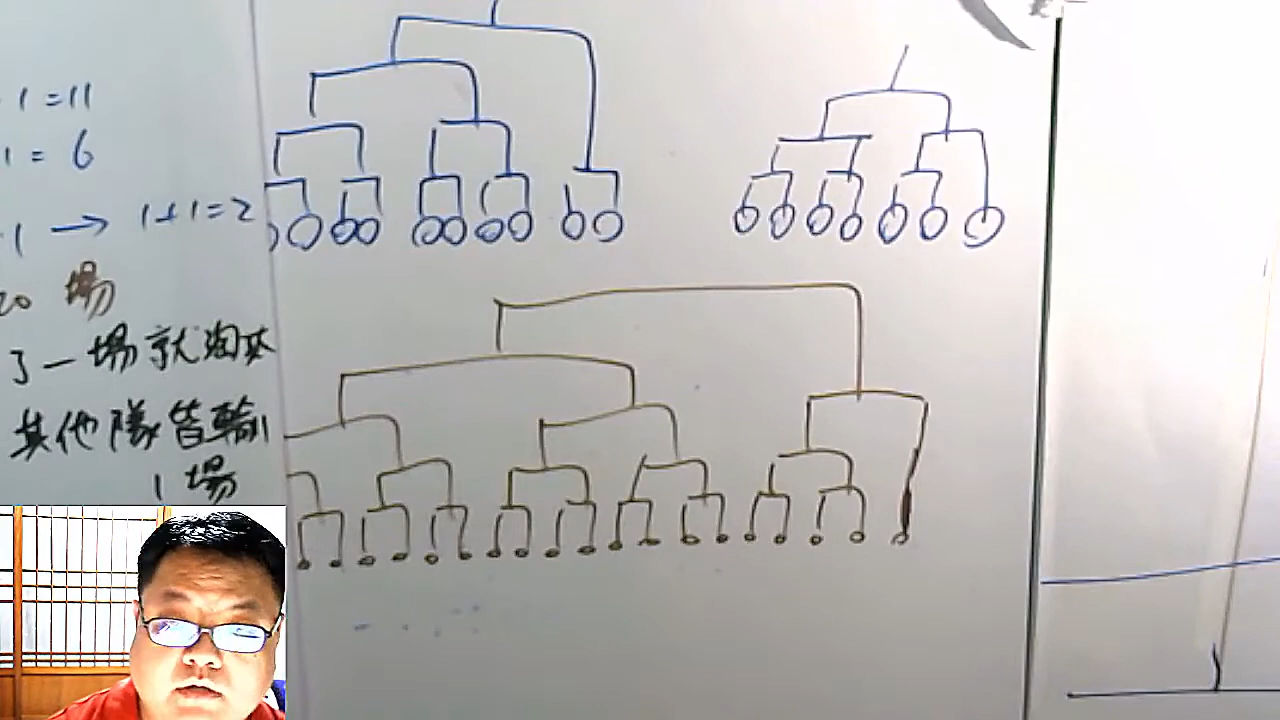 1 = 11
1 = 6
1 → 1+1=2
20 場
了一場就淘汰
其他隊皆輸
1 場